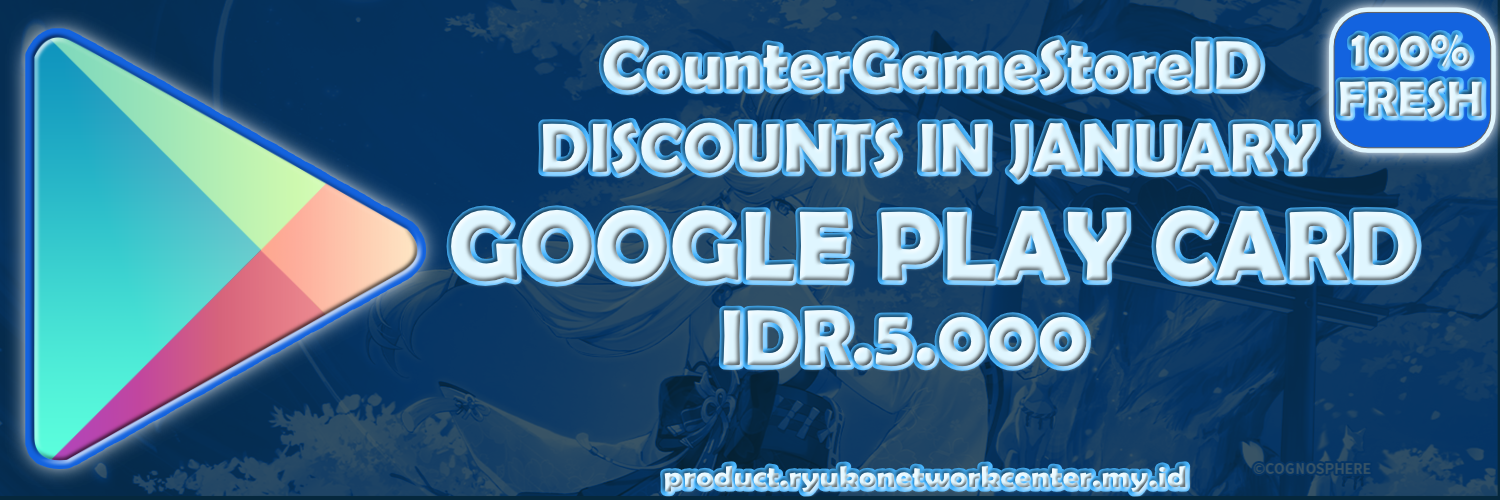 CounterGameStoreID
100%
FRESH
DISCOUNTS IN JANUARY
GOOGLE PLAY CARD
IDR.5.000
product.ryukonetworkcenter.my.id
©COGNOSPHERE